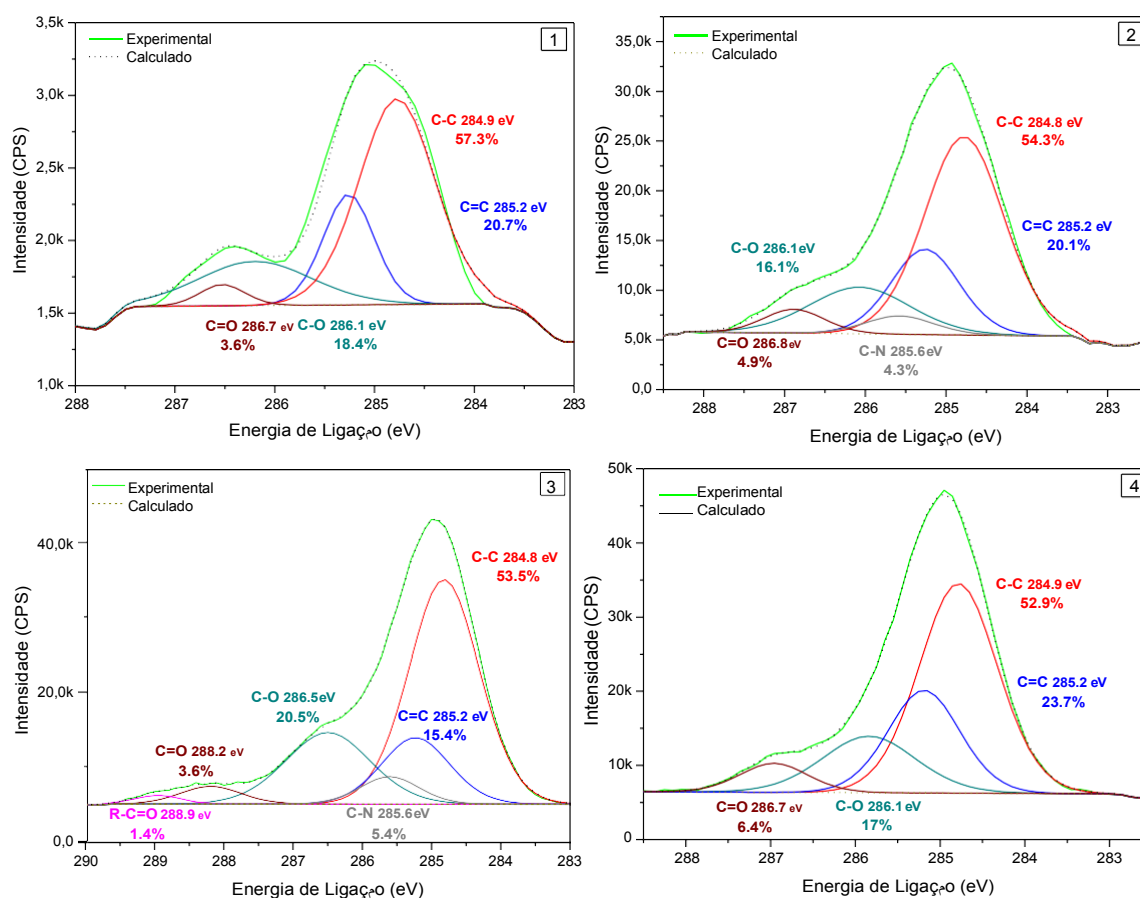 3,5k
3,0k
2,5k
2,0k
1,5k
1,0k
Intensidade (CPS)
Experimental
Calculado
1
C-C 284.9 eV
57.3%
C=C 285.2 eV
20.7%
C=O 286.7 eV
3.6%
C-O 286.1 eV
18.4%
288 287 286 285 284 283
Energia de Ligação (eV)
35,0k
30,0k
25,0k
20,0k
15,0k
10,0k
5,0k
0,0
Intensidade (CPS)
Experimental
Calculado
2
C-C 284.8 eV
54.3%
C=C 285.2 eV
20.1%
C-O 286.1eV
16.1%
C=O 286.8 eV
4.9%
C-N 285.6eV
4.3%
288 287 286 285 284 283
Energia de Ligação (eV)
40,0k
20,0k
0,0
Intensidade (CPS)
Experimental
Calculado
3
C-C 284.8 eV
53.5%
C-O 286.5eV
20.5%
C=C 285.2 eV
15.4%
C=O 288.2 eV
3.6%
R-C=O 288.9 eV
1.4%
C-N 285.6eV
5.4%
290 289 288 287 286 285 284 283
Energia de Ligação (eV)
50k
40k
30k
20k
10k
0
Intensidade (CPS)
Experimental
Calculado
4
C-C 284.9 eV
52.9%
C=C 285.2 eV
23.7%
C=O 286.7 eV
6.4%
C-O 286.1 eV
17%
288 287 286 285 284 283
Energia de Ligação (eV)